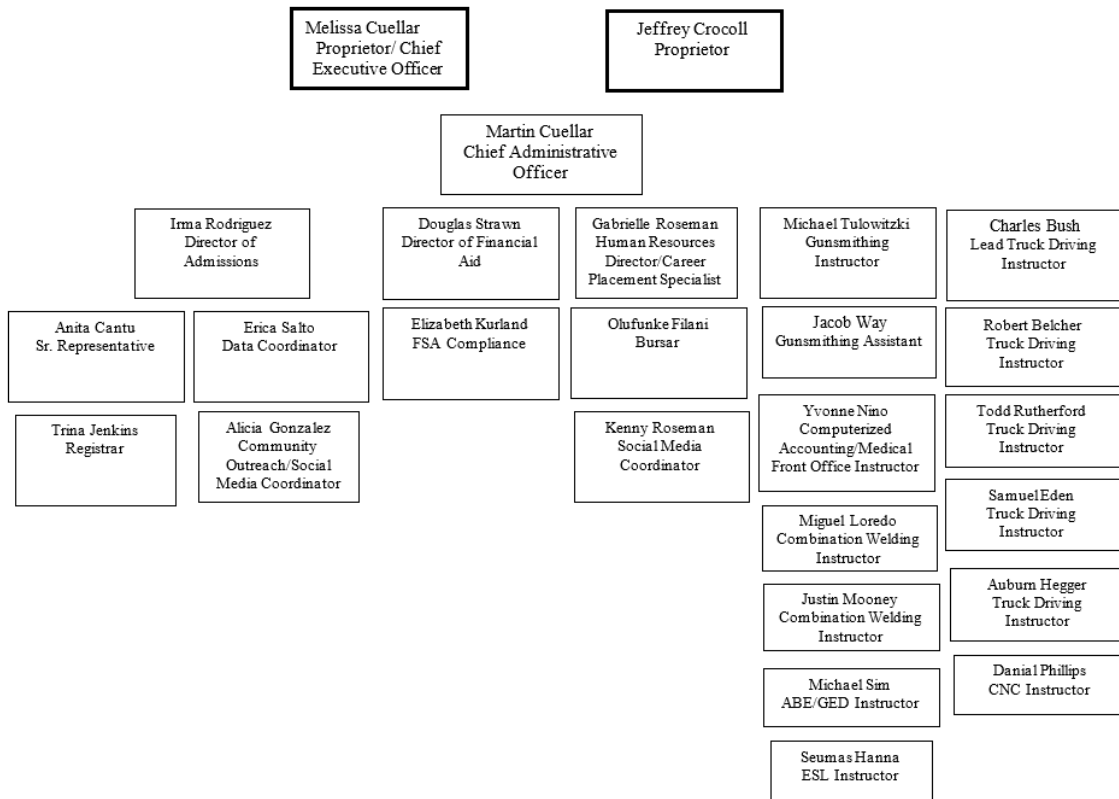 Melissa Cuellar
Proprietor/ Chief
Executive Officer
Jeffrey Crocoll
Proprietor
Martin Cuellar
Chief Administrative
Officer
Irma Rodriguez
Director of
Admissions
Douglas Strawn
Director of Financial
Aid
Gabrielle Roseman
Human Resources
Director/Career
Placement Specialist
Michael Tulowitzki
Gunsmithing
Instructor
Charles Bush
Lead Truck Driving
Instructor
Anita Cantu
Sr. Representative
Erica Salto
Data Coordinator
Elizabeth Kurland
FSA Compliance
Olufunke Filani
Bursar
Jacob Way
Gunsmithing Assistant
Robert Belcher
Truck Driving
Instructor
Trina Jenkins
Registrar
Alicia Gonzalez
Community
Outreach/Social
Media Coordinator
Kenny Roseman
Social Media
Coordinator
Yvonne Nino
Computerized
Accounting/Medical
Front Office Instructor
Todd Rutherford
Truck Driving
Instructor
Samuel Eden
Truck Driving
Instructor
Miguel Loredo
Combination Welding
Instructor
Auburn Hegger
Truck Driving
Instructor
Justin Mooney
Combination Welding
Instructor
Danial Phillips
CNC Instructor
Michael Sim
ABE/GED Instructor
Seumas Hanna
ESL Instructor